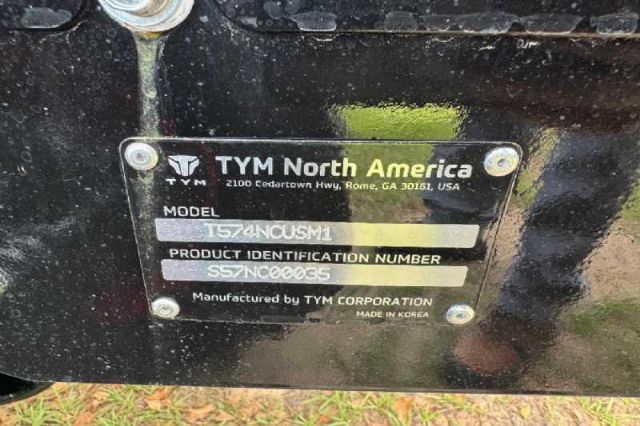 TYM
TYM North America
2100 Cedartown Hwy, Rome, GA 30161, USA
MODEL
T574NCUSM1
PRODUCT IDENTIFICATION NUMBER
S57NC00035
Manufactured by TYM CORPORATION
MADE IN KOREA